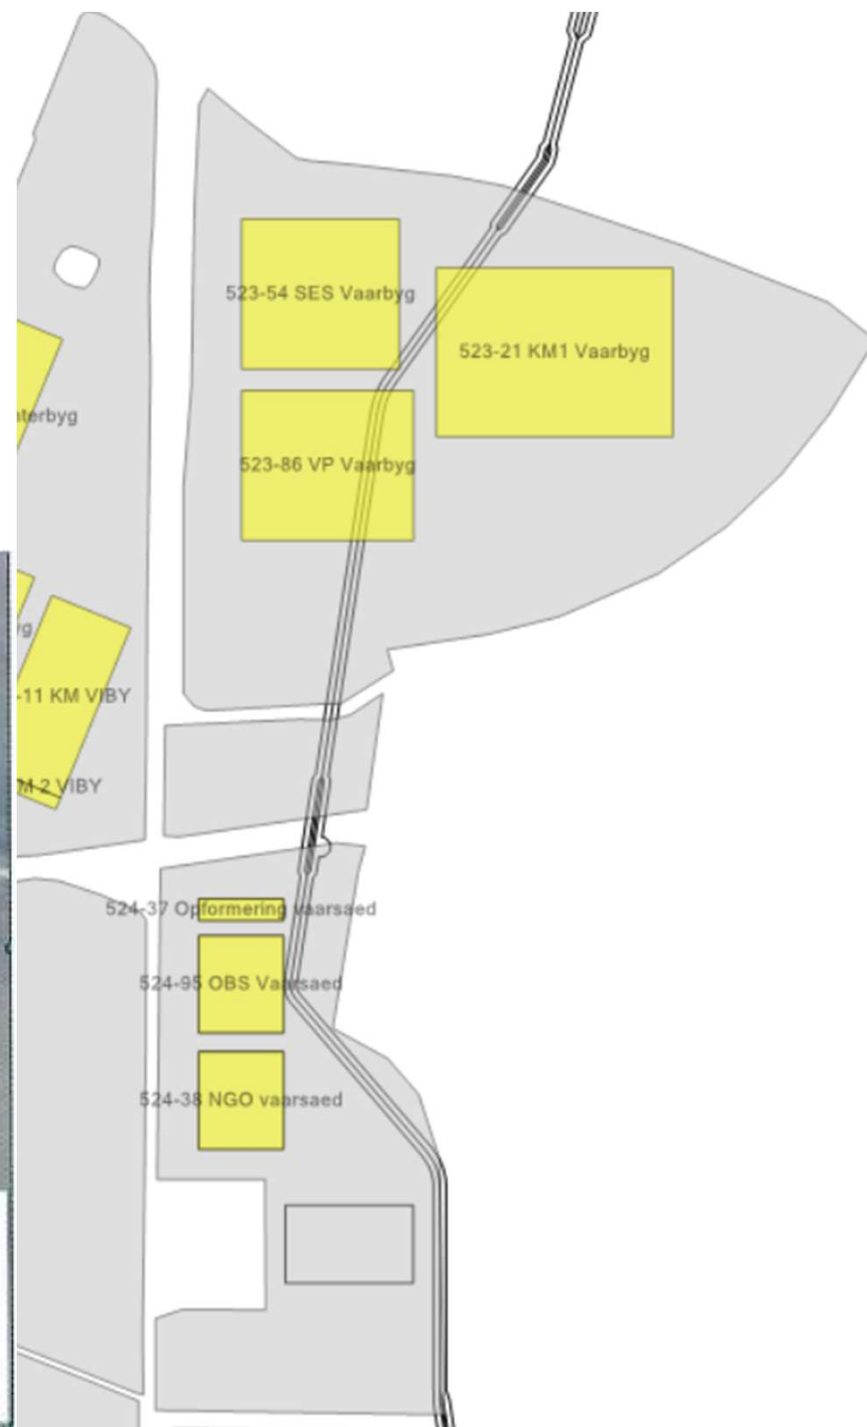 523-54 SES Vaarbyg
523-21 KM1 Vaarbyg
523-86 VP Vaarbyg
-11 KM VIBY
2 VIBY
524-37 Opformering vaarsaed
524-95 OBS Vaarsaed
524-38 NGO vaarsaed